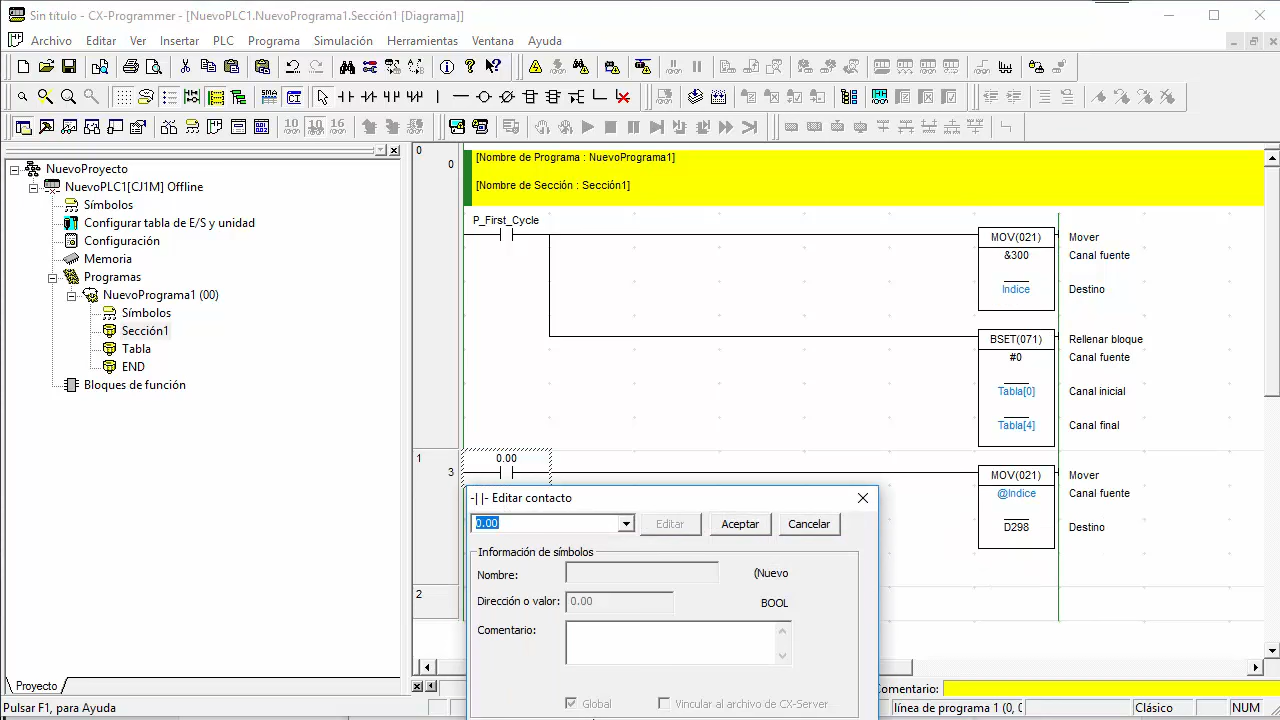 Sin título - CX-Programmer - [NuevoPLC1.NuevoPrograma1.Sección1 [Diagrama]]
Archivo Editar Ver Insertar PLC Programa Simulación Herramientas Ventana Ayuda
10 10 16
NuevoProyecto
NuevoPLC1[CJ1M] Offline
Símbolos
Configurar tabla de E/S y unidad
Configuración
Memoria
Programas
NuevoPrograma1 (00)
Símbolos
Sección1
Tabla
END
Bloques de función
Proyecto
0
0
[Nombre de Programa : NuevoPrograma1]
[Nombre de Sección : Sección1]
P_First_Cycle
MOV(021) Mover
&300 Canal fuente
Indice Destino
BSET(071) Rellenar bloque
#0 Canal fuente
Tabla[0] Canal inicial
Tabla[4] Canal final
1
3
0.00
MOV(021) Mover
@Indice Canal fuente
D298 Destino
2
-| |- Editar contacto
0.00 Editar Aceptar Cancelar
Información de símbolos
Nombre: (Nuevo
Dirección o valor: 0.00 BOOL
Comentario:
Global Vincular al archivo de CX-Server
Comentario:
Pulsar F1, para Ayuda
línea de programa 1 (0, Clásico NUM